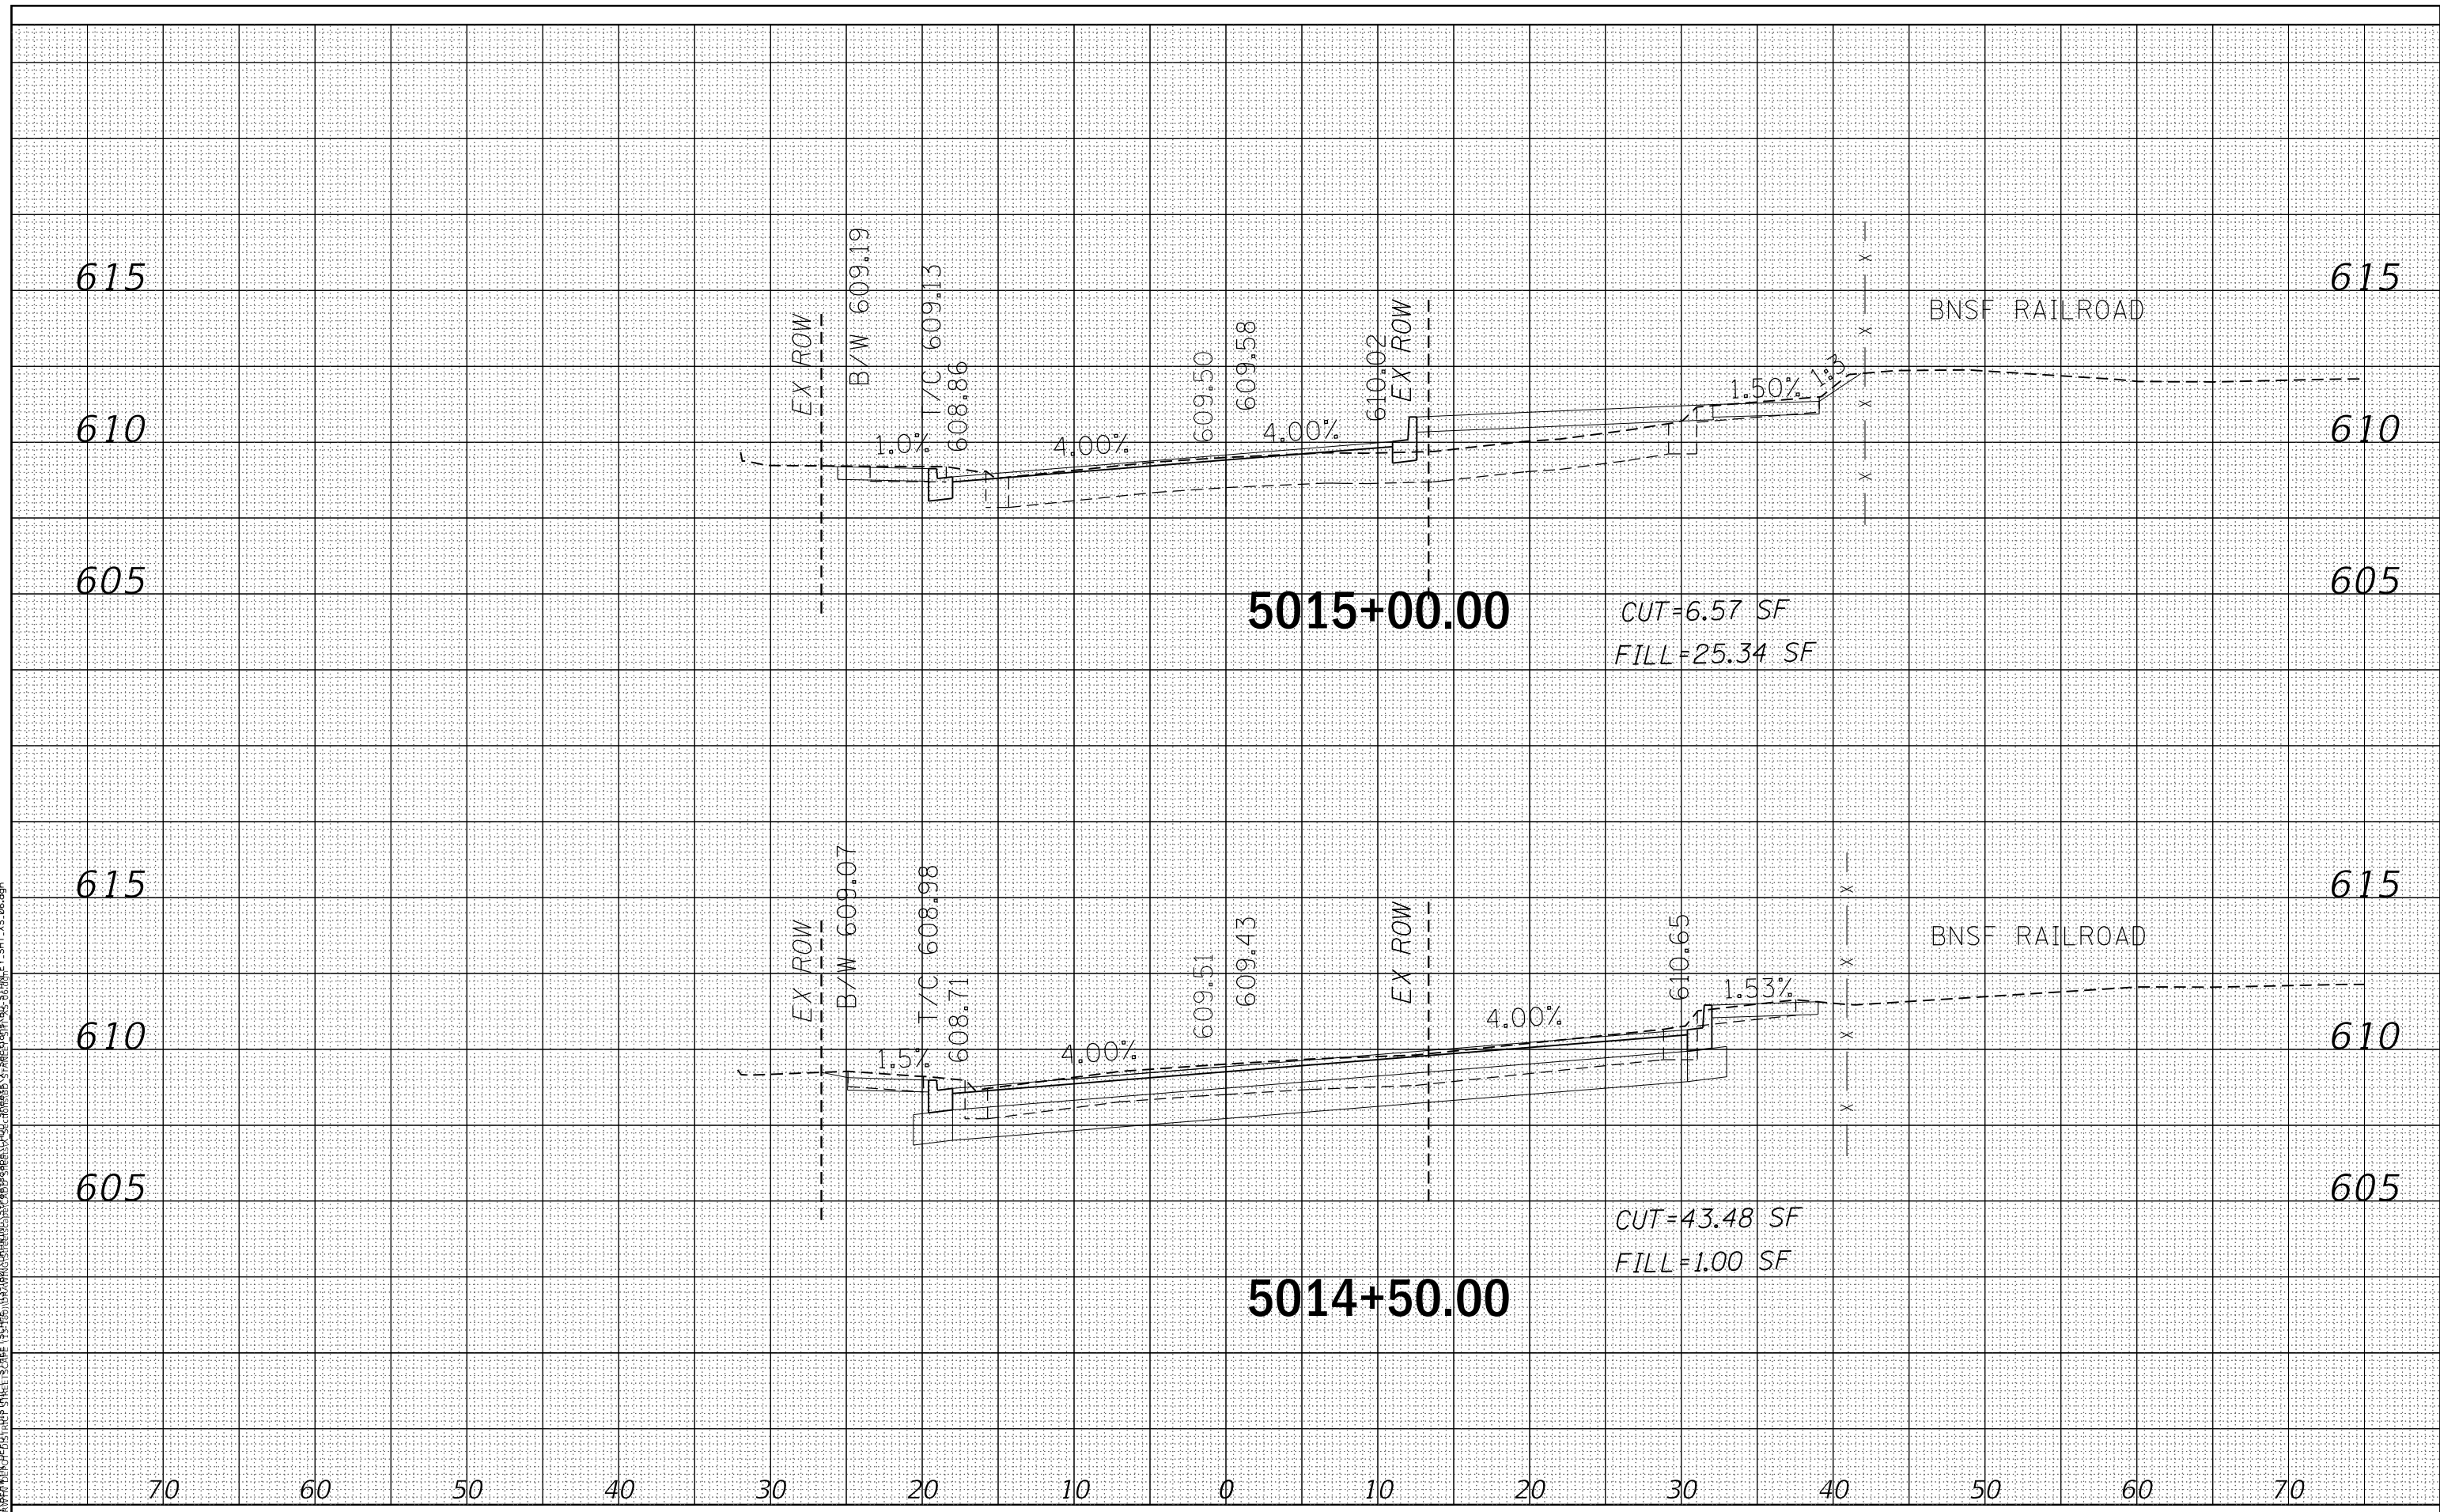 B/W 609.19
T/C 609.13
615
615
EX ROW
EX ROW
BNSF RAILROAD
608.86
609.50
609.58
610.02
1.50%
1:3
610
1.0%
4.00%
4.00%
610
605
605
5015+00.00
CUT=6.57 SF
FILL=25.34 SF
B/W 609.07
T/C 608.98
615
615
EX ROW
EX ROW
BNSF RAILROAD
608.71
609.51
609.43
610.65
1.53%
4.00%
610
1.5%
4.00%
610
605
605
CUT=43.48 SF
FILL=1.00 SF
5014+50.00
70 60 50 40 30 20 10 0 10 20 30 40 50 60 70